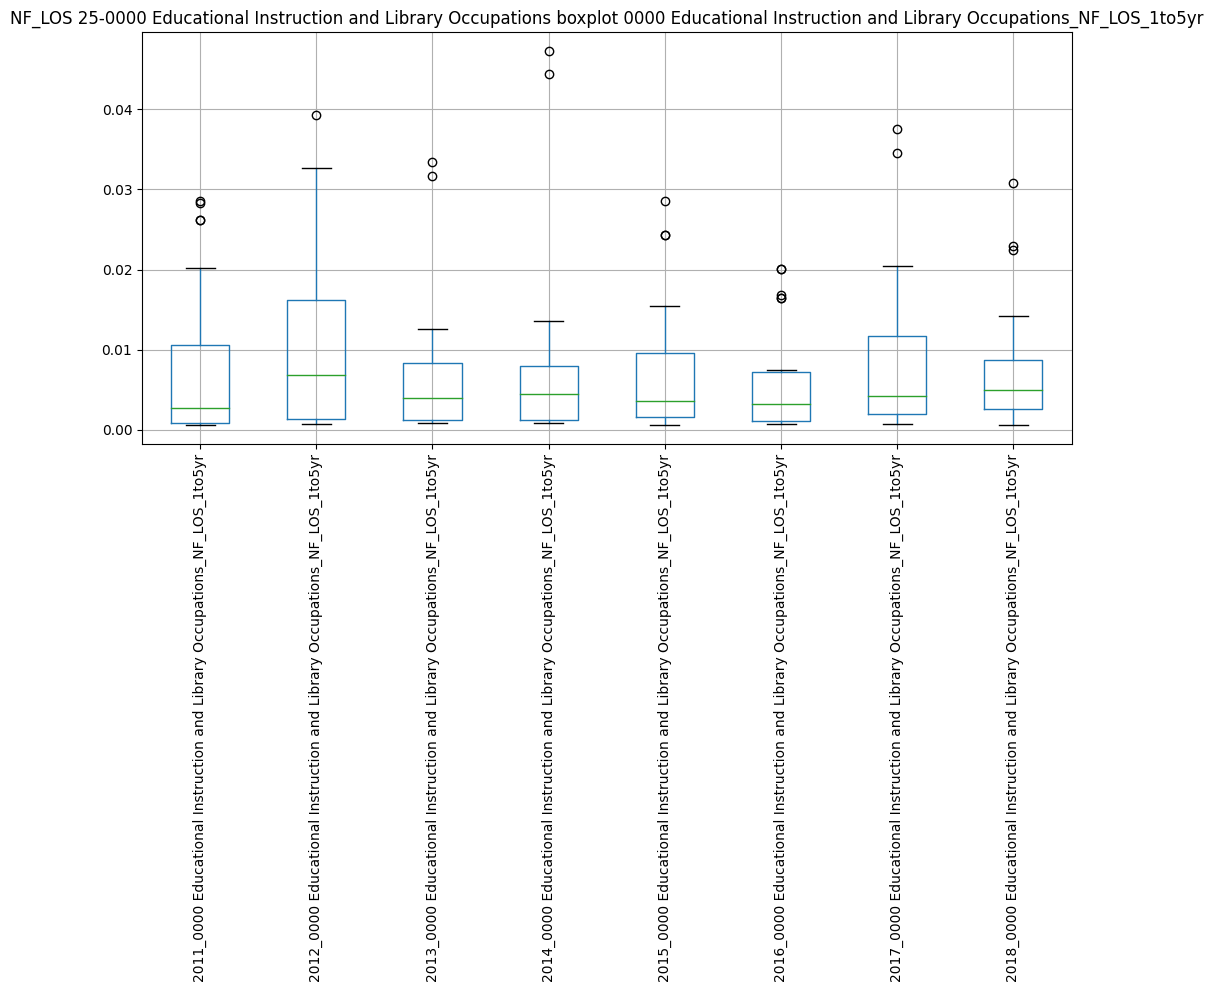 NF_LOS 25-0000 Educational Instruction and Library Occupations boxplot 0000 Educational Instruction and Library Occupations_NF_LOS_1to5yr
0.04
0.03
0.02
0.01
0.00
2011_0000 Educational Instruction and Library Occupations_NF_LOS_1to5yr
2012_0000 Educational Instruction and Library Occupations_NF_LOS_1to5yr
2013_0000 Educational Instruction and Library Occupations_NF_LOS_1to5yr
2014_0000 Educational Instruction and Library Occupations_NF_LOS_1to5yr
2015_0000 Educational Instruction and Library Occupations_NF_LOS_1to5yr
2016_0000 Educational Instruction and Library Occupations_NF_LOS_1to5yr
2017_0000 Educational Instruction and Library Occupations_NF_LOS_1to5yr
2018_0000 Educational Instruction and Library Occupations_NF_LOS_1to5yr